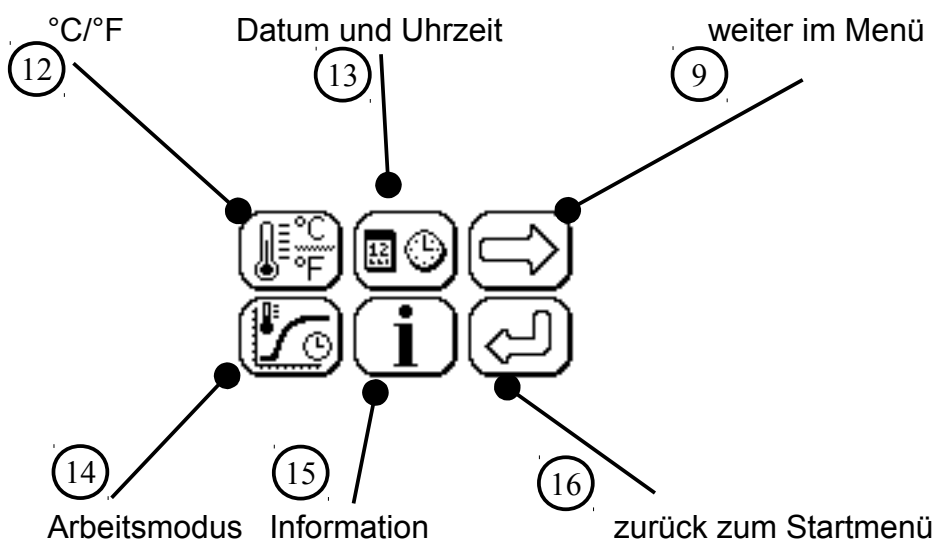 °C/°F Datum und Uhrzeit weiter im Menü
12 13 9
°C
°F
12
i
14 15 16
Arbeitsmodus Information zurück zum Startmenü